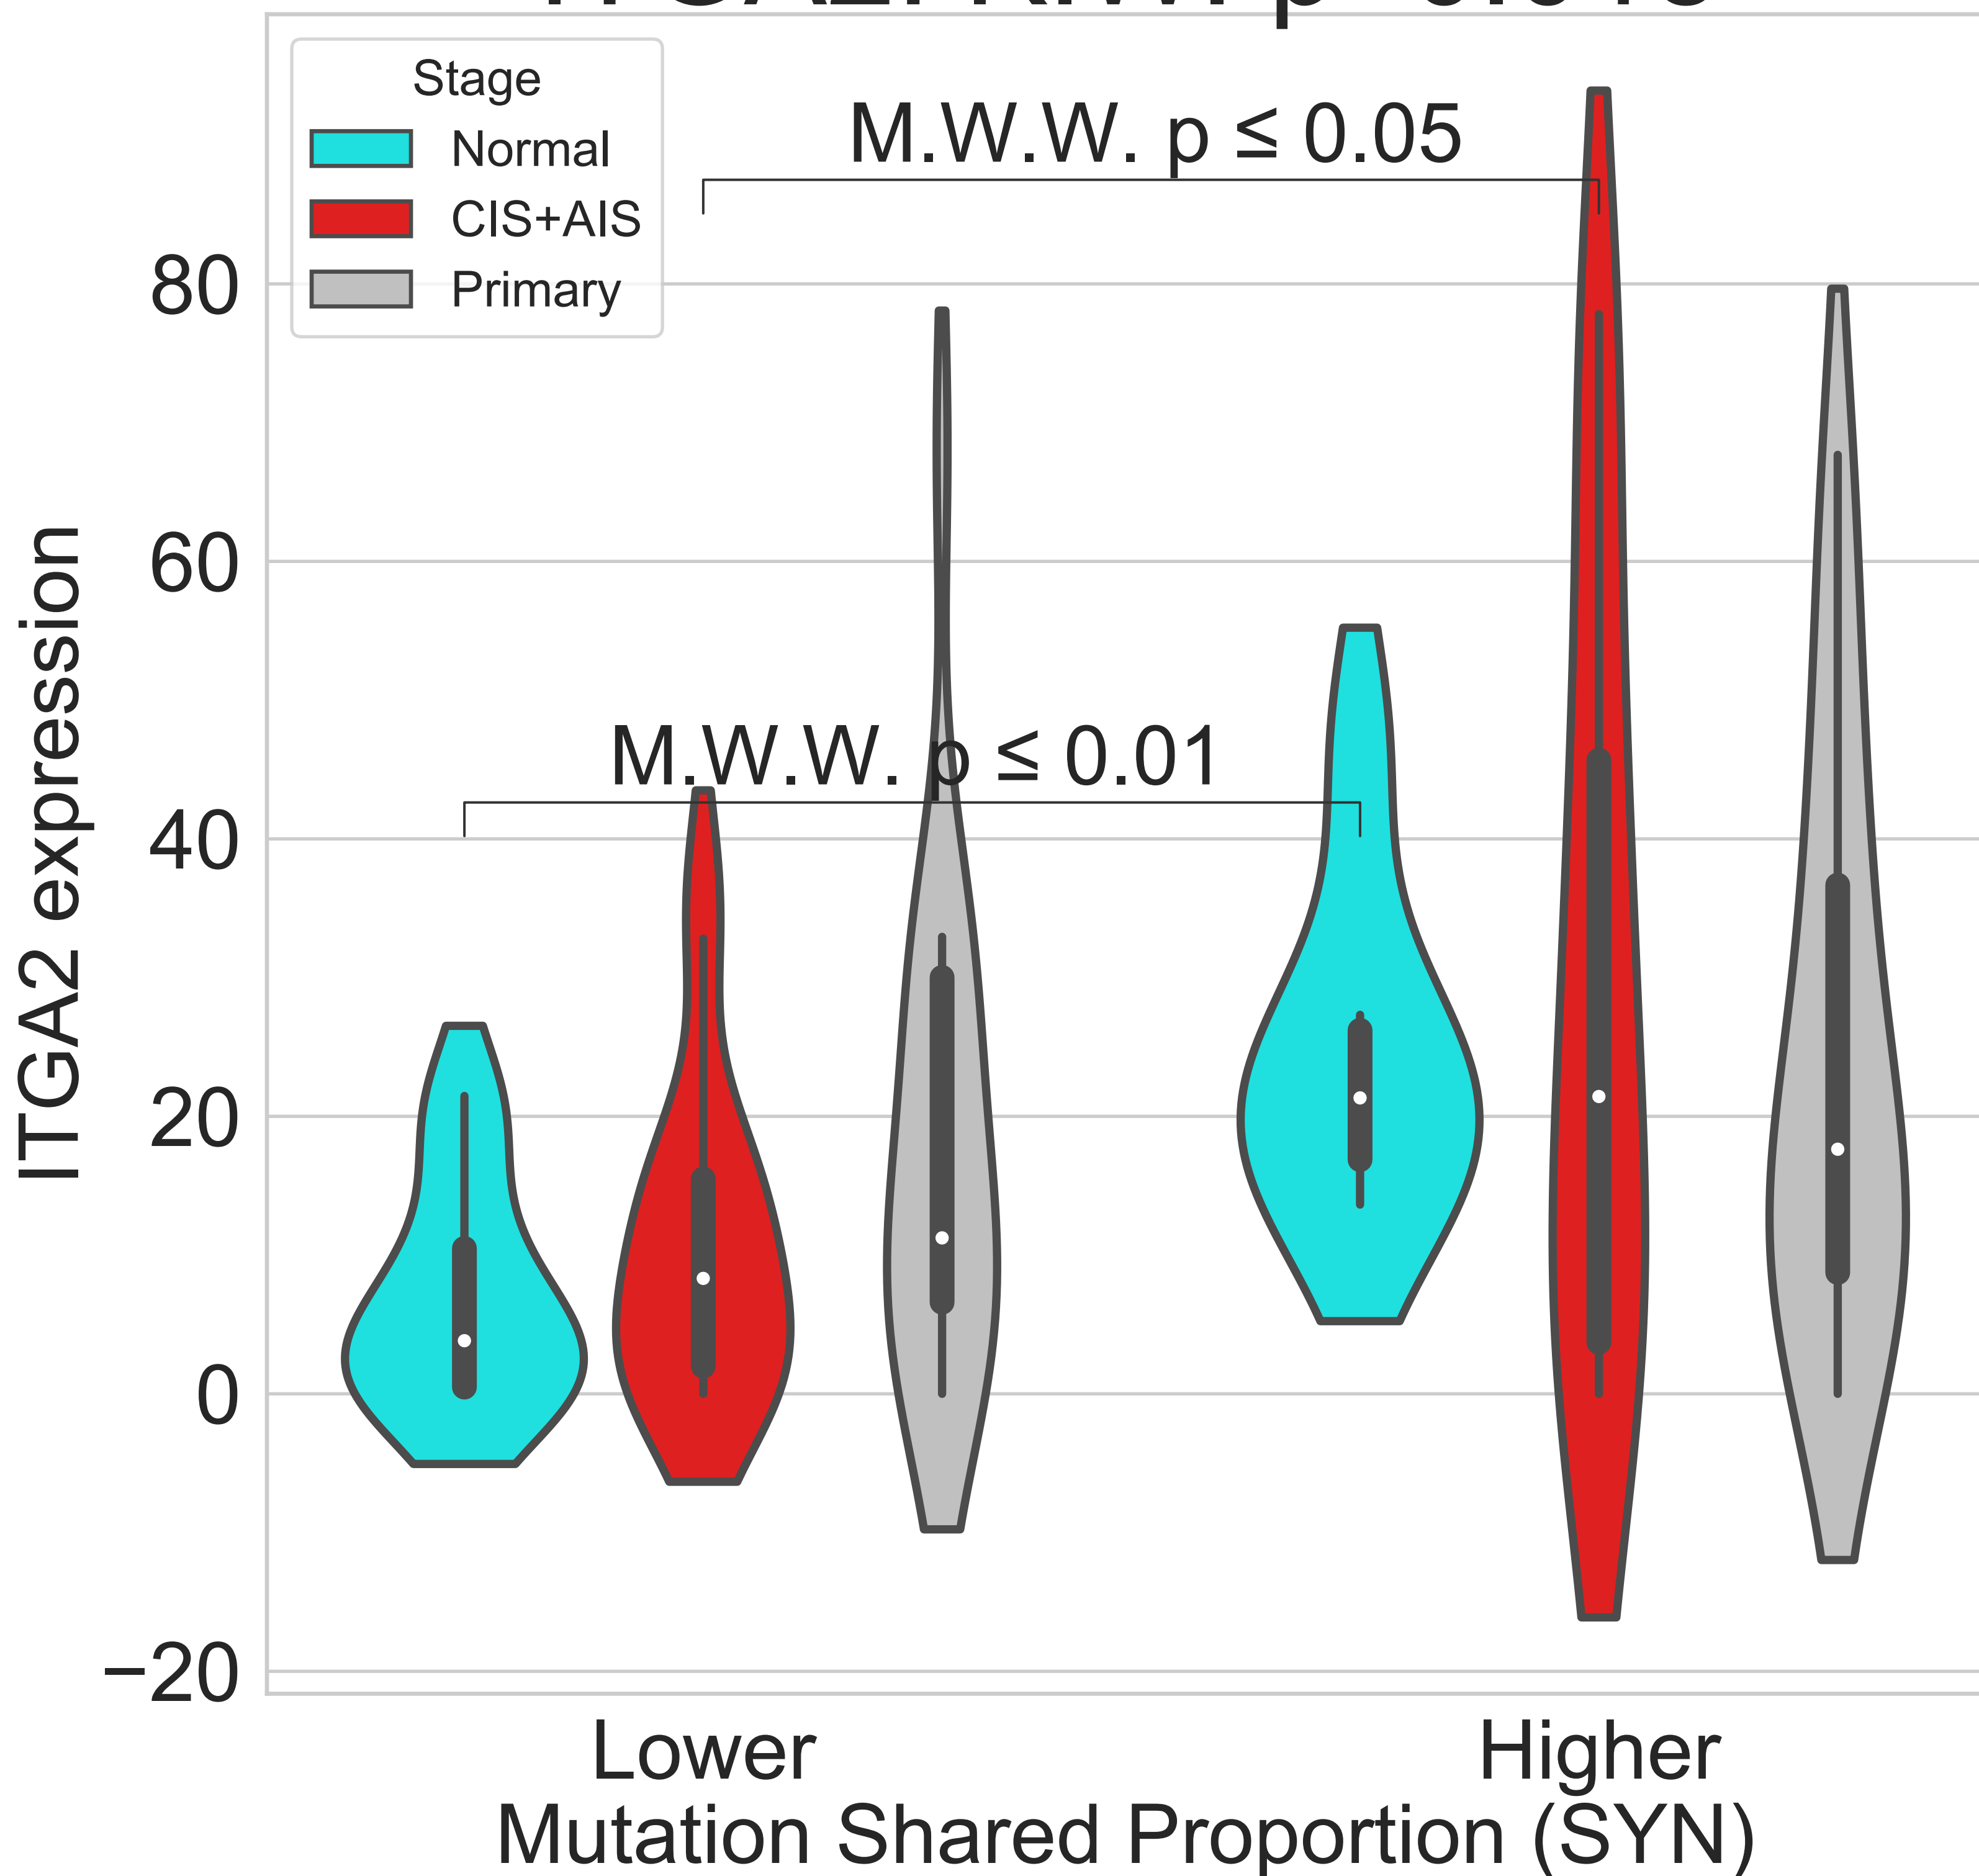 Stage
Normal
CIS+AIS
Primary
M.W.W. p ≤ 0.05
M.W.W. p ≤ 0.01
80
60
40
20
0
−20
ITGA2 expression
Lower
Higher
Mutation Shared Proportion (SYN)